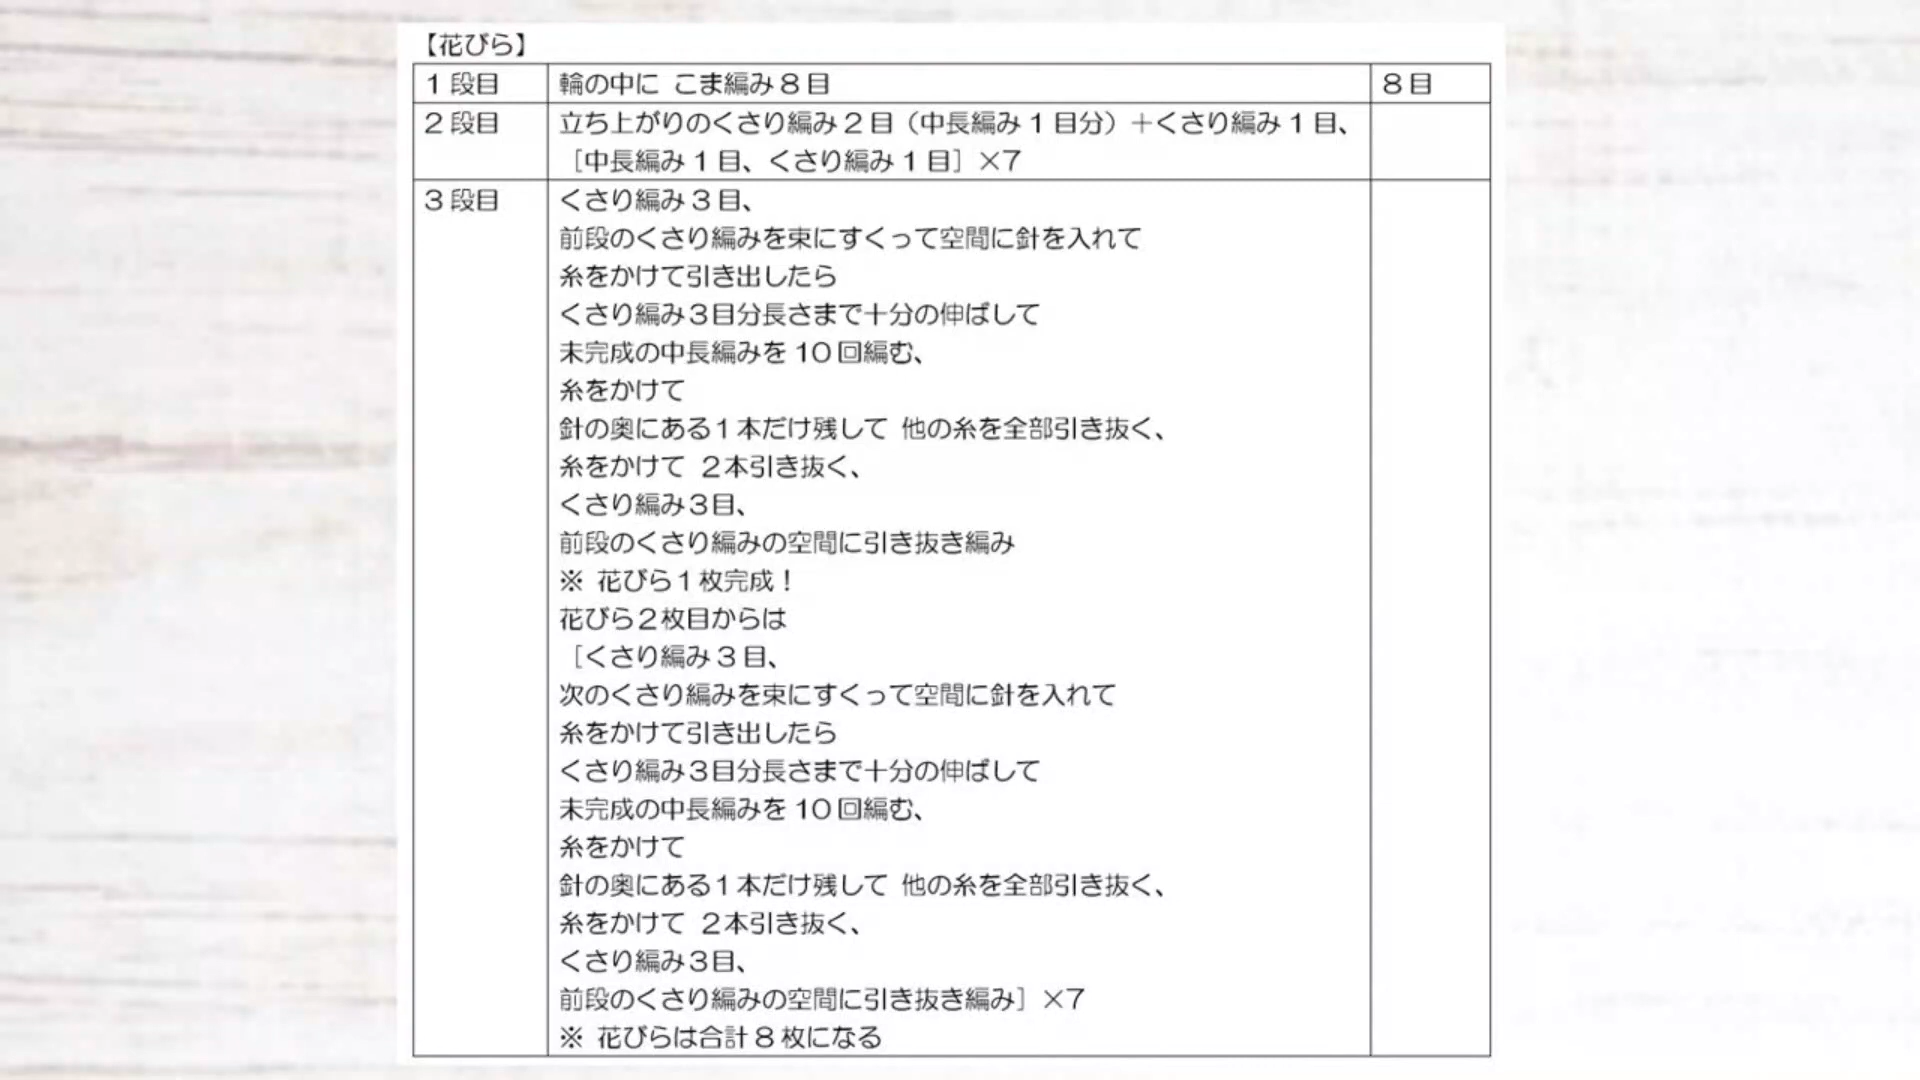 【花びら】
1段目 輪の中に こま編み8目 8目
2段目 立ち上がりのくさり編み2目（中長編み1目分）＋くさり編み1目、
［中長編み1目、くさり編み1目］×7
3段目 くさり編み3目、
前段のくさり編みを束にすくって空間に針を入れて
糸をかけて引き出したら
くさり編み3目分長さまで十分の伸ばして
未完成の中長編みを10回編む、
糸をかけて
針の奥にある1本だけ残して 他の糸を全部引き抜く、
糸をかけて 2本引き抜く、
くさり編み3目、
前段のくさり編みの空間に引き抜き編み
※ 花びら1枚完成！
花びら2枚目からは
［くさり編み3目、
次のくさり編みを束にすくって空間に針を入れて
糸をかけて引き出したら
くさり編み3目分長さまで十分の伸ばして
未完成の中長編みを10回編む、
糸をかけて
針の奥にある1本だけ残して 他の糸を全部引き抜く、
糸をかけて 2本引き抜く、
くさり編み3目、
前段のくさり編みの空間に引き抜き編み］×7
※ 花びらは合計8枚になる